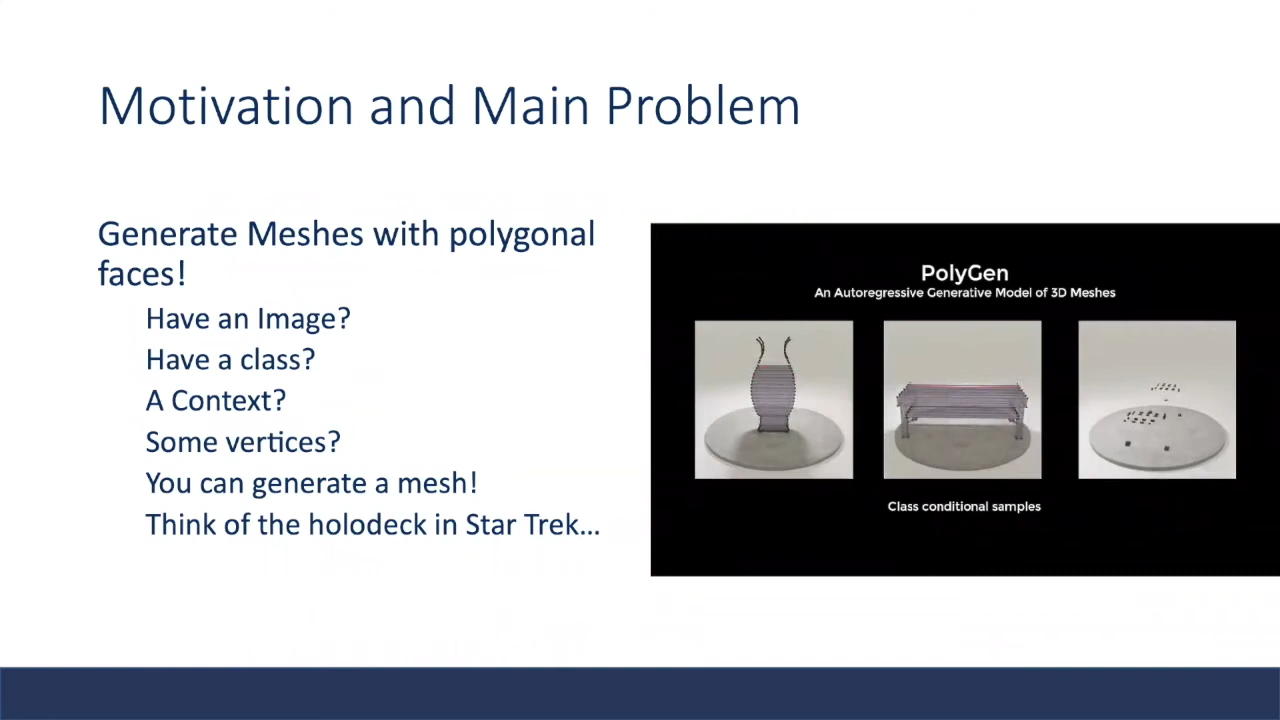 Motivation and Main Problem
Generate Meshes with polygonal
faces!
Have an Image?
Have a class?
A Context?
Some vertices?
You can generate a mesh!
Think of the holodeck in Star Trek…
PolyGen
An Autoregressive Generative Model of 3D Meshes
Class conditional samples